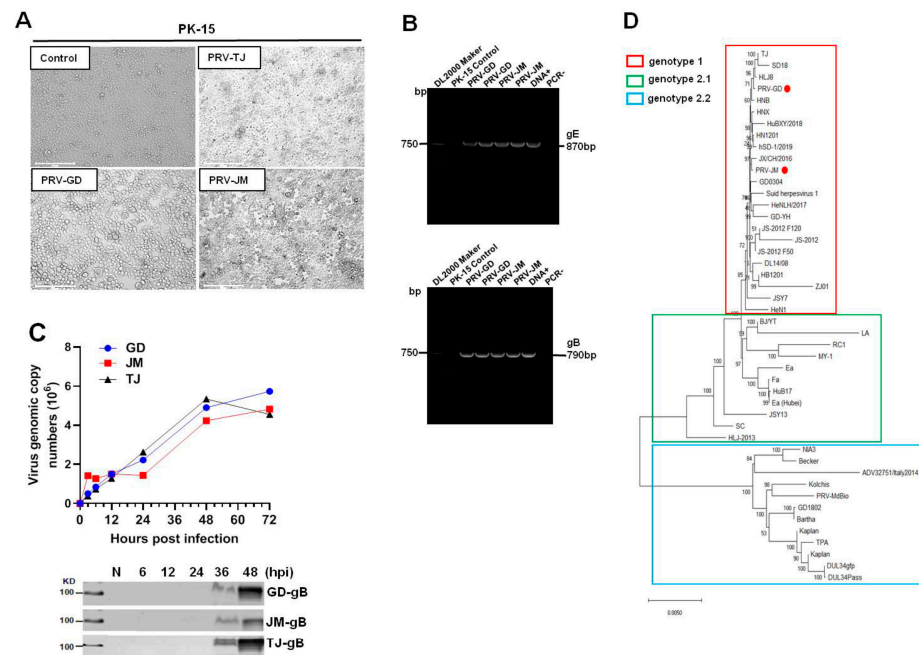 A
PK-15
Control
PRV-TJ
PRV-GD
PRV-JM
B
DL2000 Maker
PK-15 Control
PRV-GD
PRV-GD
PRV-JM
PRV-JM
DNA+
PCR-
bp
750
gE
870bp
DL2000 Maker
PK-15 Control
PRV-GD
PRV-GD
PRV-JM
PRV-JM
DNA+
PCR-
bp
750
gB
790bp
C
GD
JM
TJ
Virus genomic copy
numbers (10⁶)
8
6
4
2
0
0 12 24 36 48 60 72
Hours post infection
N 6 12 24 36 48 (hpi)
KD
100
GD-gB
100
JM-gB
100
TJ-gB
D
genotype 1
genotype 2.1
genotype 2.2
TJ
SD18
HLJ8
PRV-GD
HNB
HNX
HuBXY/2018
HN1201
hSD-1/2019
JX/CH/2016
PRV-JM
GD0304
Suid herpesvirus 1
HeNLH/2017
GD-YH
JS-2012 F120
JS-2012
JS-2012 F50
DL14/08
HB1201
ZJ01
JSY7
HeN1
BJ/YT
LA
RC1
MY-1
Ea
Fa
HuB17
Ea (Hubei)
JSY13
SC
HLJ-2013
NIA3
Becker
ADV32751/Italy2014
Kolchis
PRV-MdBio
GD1802
Bartha
Kaplan
TPA
Kaplan
DUL34gfp
DUL34Pass
0.0050